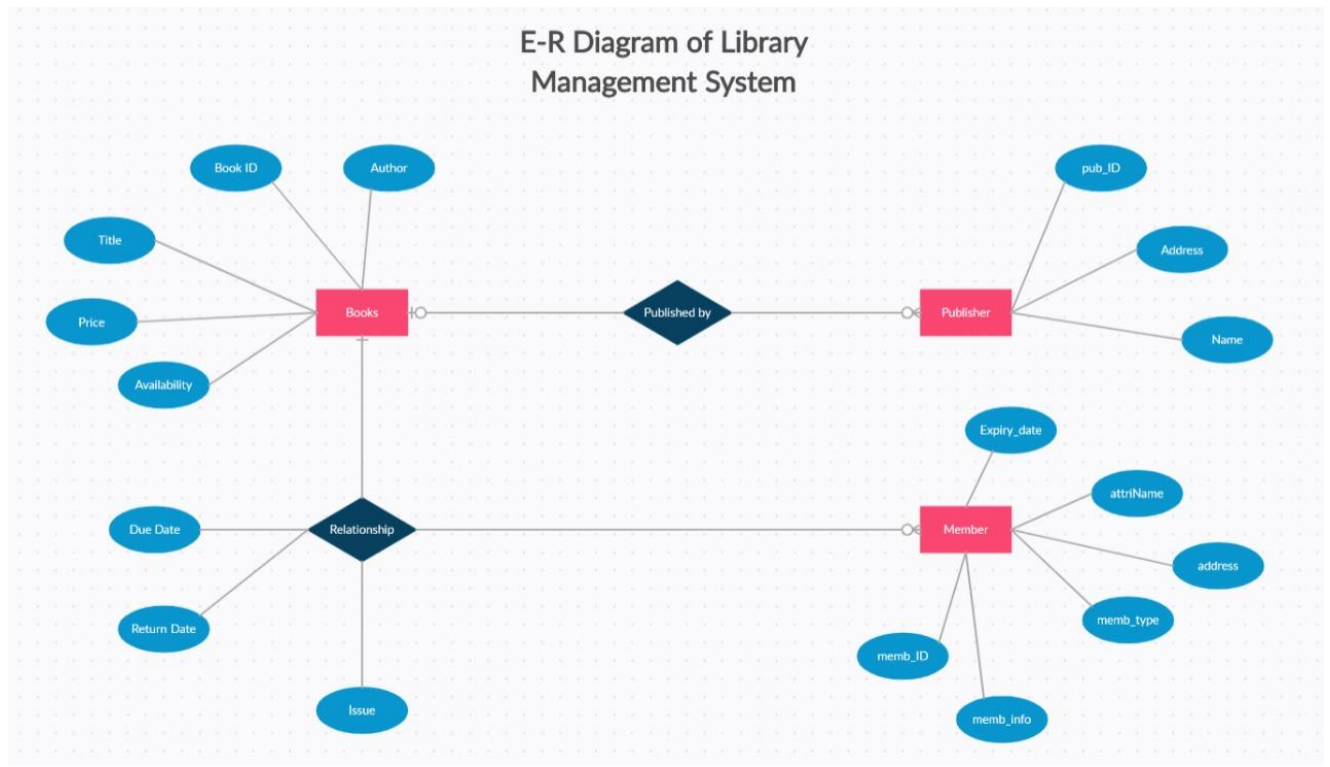 E-R Diagram of Library
Management System
Book ID
Author
pub_ID
Title
Address
Books
Published by
Publisher
Price
Name
Availability
Expiry_date
attriName
Due Date
Relationship
Member
address
memb_type
Return Date
memb_ID
Issue
memb_info